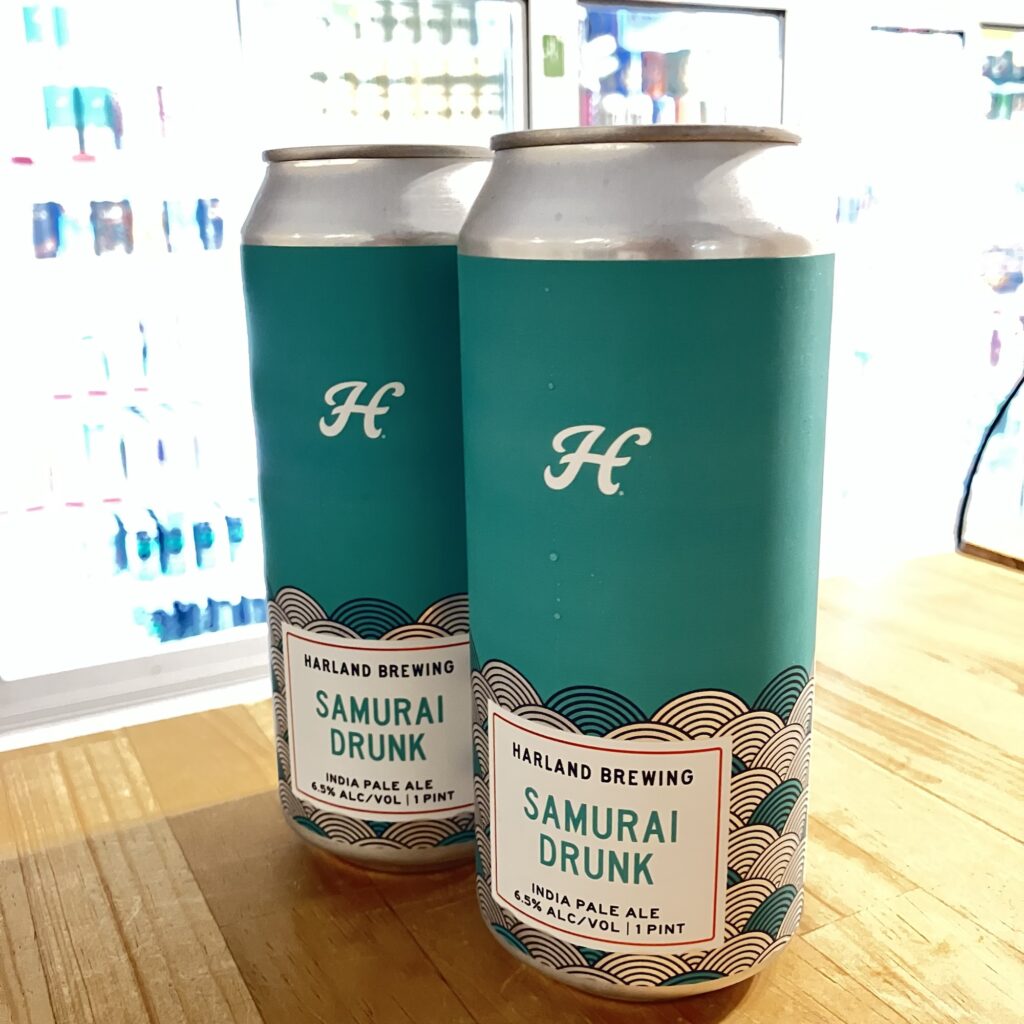 H
HARLAND BREWING
SAMURAI
DRUNK
INDIA PALE ALE
6.5% ALC/VOL | 1 PINT
H
HARLAND BREWING
SAMURAI
DRUNK
INDIA PALE ALE
6.5% ALC/VOL | 1 PINT